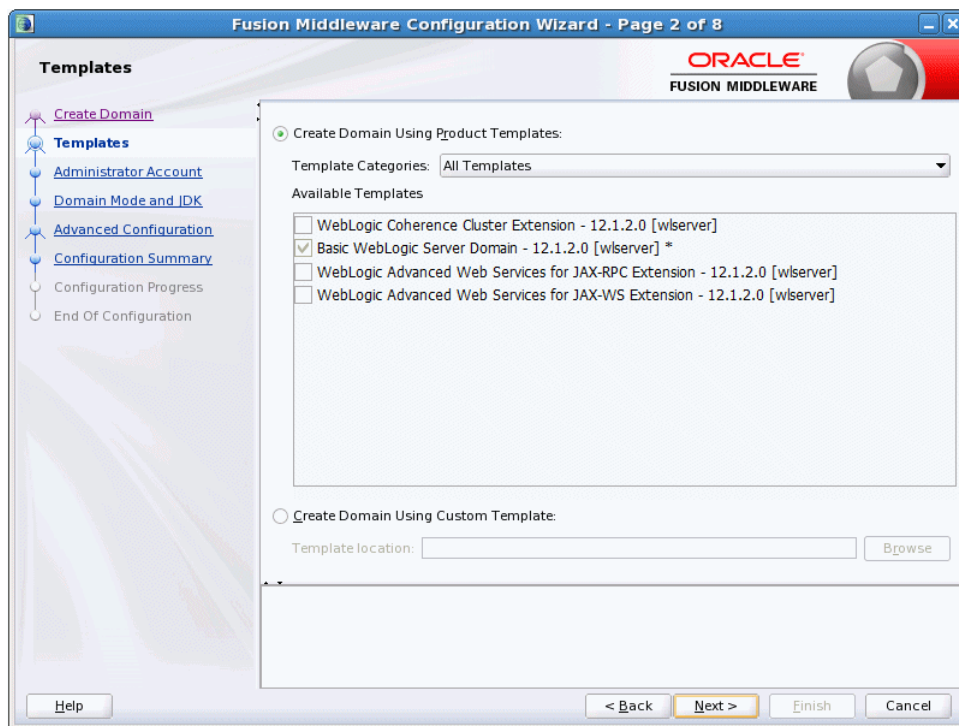 Fusion Middleware Configuration Wizard - Page 2 of 8
Templates
ORACLE
FUSION MIDDLEWARE
Create Domain
Templates
Administrator Account
Domain Mode and JDK
Advanced Configuration
Configuration Summary
Configuration Progress
End Of Configuration
Create Domain Using Product Templates:
Template Categories: All Templates
Available Templates
WebLogic Coherence Cluster Extension - 12.1.2.0 [wlserver]
Basic WebLogic Server Domain - 12.1.2.0 [wlserver] *
WebLogic Advanced Web Services for JAX-RPC Extension - 12.1.2.0 [wlserver]
WebLogic Advanced Web Services for JAX-WS Extension - 12.1.2.0 [wlserver]
Create Domain Using Custom Template:
Template location: Browse
Help < Back Next > Finish Cancel